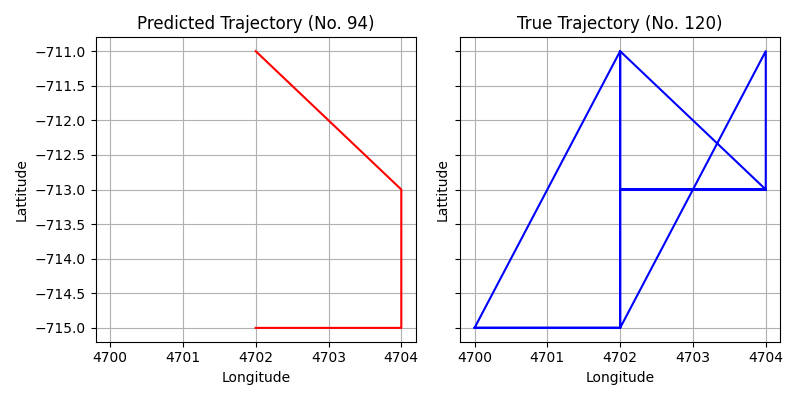 Predicted Trajectory (No. 94)
True Trajectory (No. 120)
Lattitude
−711.0
−711.5
−712.0
−712.5
−713.0
−713.5
−714.0
−714.5
−715.0
4700 4701 4702 4703 4704
Longitude
Lattitude
4700 4701 4702 4703 4704
Longitude